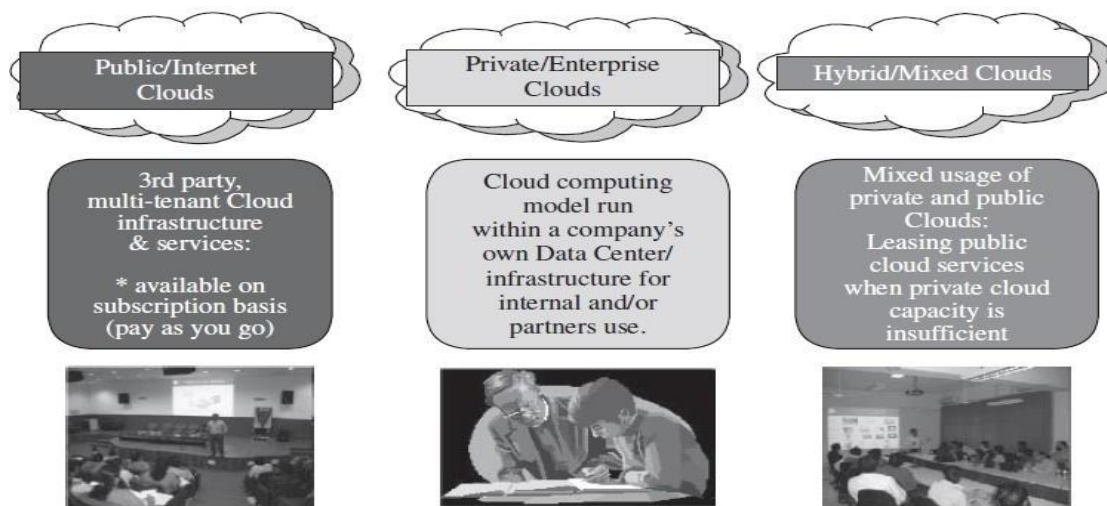 Public/Internet
Clouds
3rd party,
multi-tenant Cloud
infrastructure
& services:
* available on
subscription basis
(pay as you go)
Private/Enterprise
Clouds
Cloud computing
model run
within a company’s
own Data Center/
infrastructure for
internal and/or
partners use.
Hybrid/Mixed Clouds
Mixed usage of
private and public
Clouds:
Leasing public
cloud services
when private cloud
capacity is
insufficient